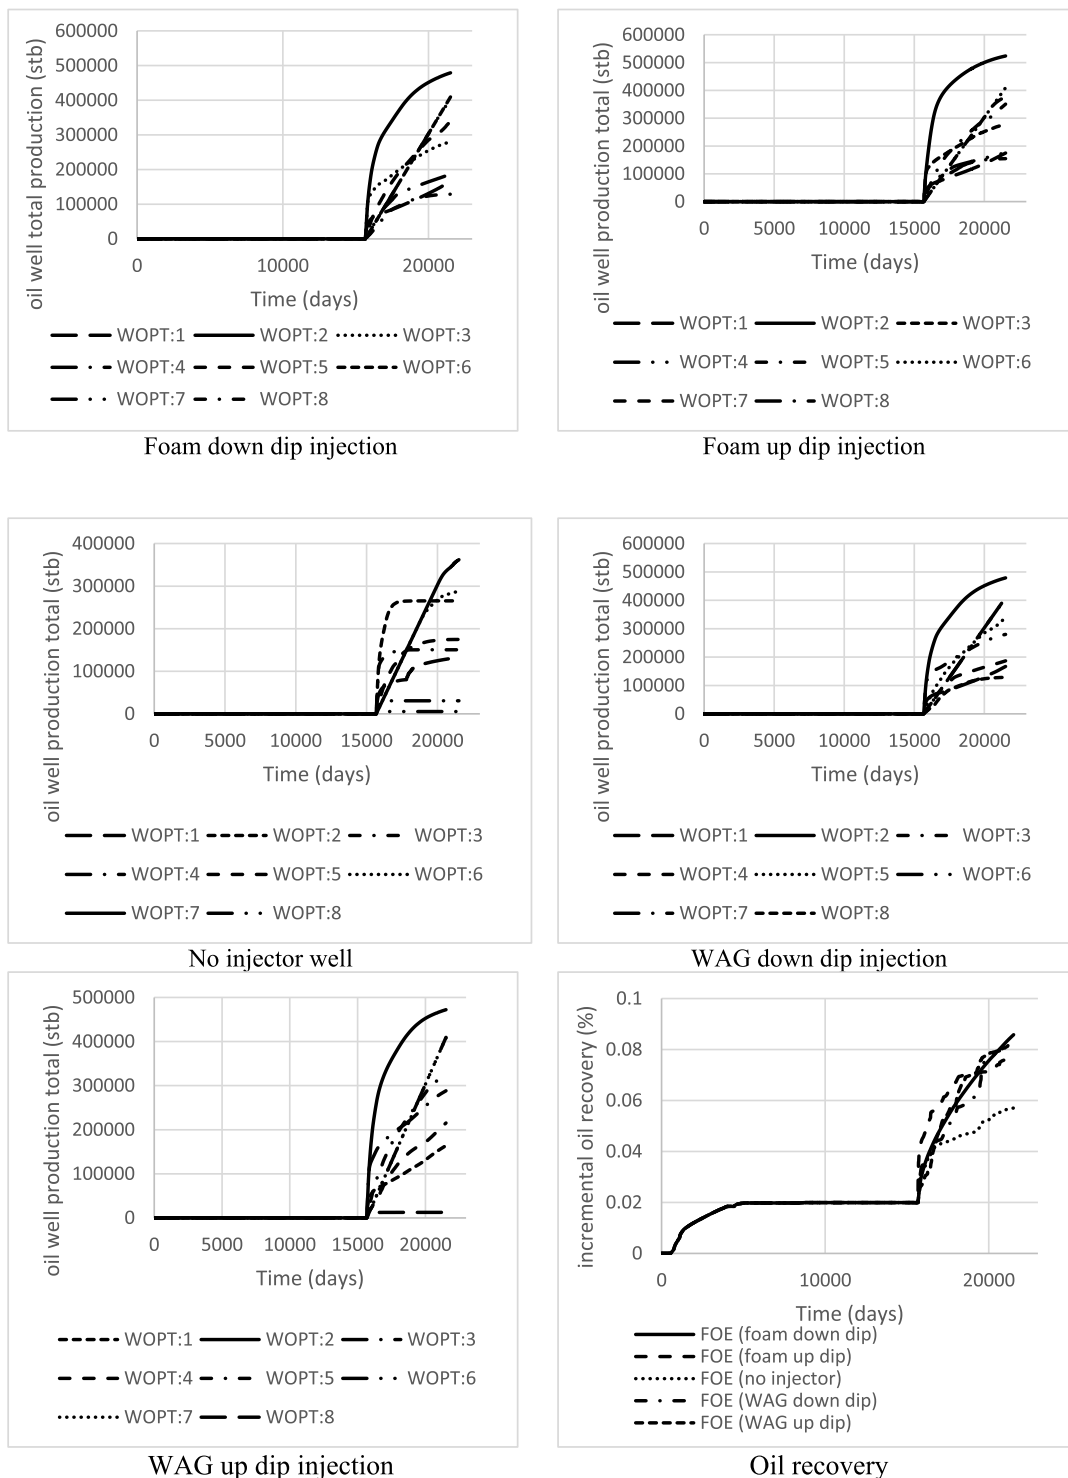 600000
500000
400000
300000
200000
100000
0
0 10000 20000
oil well total production (stb)
Time (days)
WOPT:1 WOPT:2 WOPT:3
WOPT:4 WOPT:5 WOPT:6
WOPT:7 WOPT:8
Foam down dip injection
600000
500000
400000
300000
200000
100000
0
0 5000 10000 15000 20000
oil well production total (stb)
Time (days)
WOPT:1 WOPT:2 WOPT:3
WOPT:4 WOPT:5 WOPT:6
WOPT:7 WOPT:8
Foam up dip injection
400000
300000
200000
100000
0
0 5000 10000 15000 20000
oil well production total (stb)
Time (days)
WOPT:1 WOPT:2 WOPT:3
WOPT:4 WOPT:5 WOPT:6
WOPT:7 WOPT:8
No injector well
600000
500000
400000
300000
200000
100000
0
0 5000 10000 15000 20000
oil well production total (stb)
Time (days)
WOPT:1 WOPT:2 WOPT:3
WOPT:4 WOPT:5 WOPT:6
WOPT:7 WOPT:8
WAG down dip injection
500000
400000
300000
200000
100000
0
0 5000 10000 15000 20000
oil well production total (stb)
Time (days)
WOPT:1 WOPT:2 WOPT:3
WOPT:4 WOPT:5 WOPT:6
WOPT:7 WOPT:8
WAG up dip injection
0.1
0.08
0.06
0.04
0.02
0
0 10000 20000
incremental oil recovery (%)
Time (days)
FOE (foam down dip)
FOE (foam up dip)
FOE (no injector)
FOE (WAG down dip)
FOE (WAG up dip)
Oil recovery